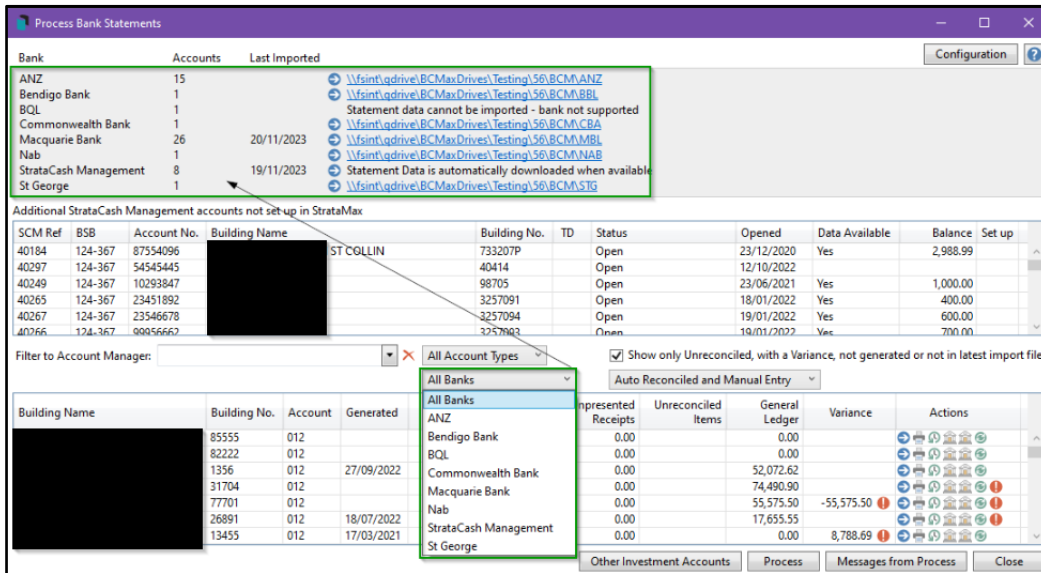 Process Bank Statements
Configuration
Bank Accounts Last Imported
ANZ 15 \\fsint\qdrive\BCMaxDrives\Testing\56\BCM\ANZ
Bendigo Bank 1 \\fsint\qdrive\BCMaxDrives\Testing\56\BCM\BBL
BQL 1 Statement data cannot be imported - bank not supported
Commonwealth Bank 1 \\fsint\qdrive\BCMaxDrives\Testing\56\BCM\CBA
Macquarie Bank 26 20/11/2023 \\fsint\qdrive\BCMaxDrives\Testing\56\BCM\MBL
Nab 1 \\fsint\qdrive\BCMaxDrives\Testing\56\BCM\NAB
StrataCash Management 8 19/11/2023 Statement Data is automatically downloaded when available
St George 1 \\fsint\qdrive\BCMaxDrives\Testing\56\BCM\STG
Additional StrataCash Management accounts not set up in StrataMax
SCM Ref BSB Account No. Building Name Building No. TD Status Opened Data Available Balance Set up
40184 124-367 87554096 ST COLLIN 733207P Open 23/12/2020 Yes 2,988.99
40297 124-367 54545445 40414 Open 12/10/2022
40249 124-367 10293847 98705 Open 23/06/2021 Yes 1,000.00
40265 124-367 23451892 3257091 Open 18/01/2022 Yes 400.00
40267 124-367 23546678 3257094 Open 19/01/2022 Yes 600.00
40266 124-367 99956662 3257093 Open 19/01/2022 Yes 700.00
Filter to Account Manager: All Account Types Show only Unreconciled, with a Variance, not generated or not in latest import file
All Banks Auto Reconciled and Manual Entry
Building Name Building No. Account Generated Receipts Unreconciled Items General Ledger Variance Actions
All Banks
ANZ
Bendigo Bank
BQL
Commonwealth Bank
Macquarie Bank
Nab
StrataCash Management
St George
85555 012 0.00 0.00
82222 012 0.00 0.00
1356 012 27/09/2022 0.00 52,072.62
31704 012 0.00 74,490.90
77701 012 0.00 55,575.50 -55,575.50
26891 012 18/07/2022 0.00 17,655.55
13455 012 17/03/2021 0.00 0.00 8,788.69
Other Investment Accounts Process Messages from Process Close